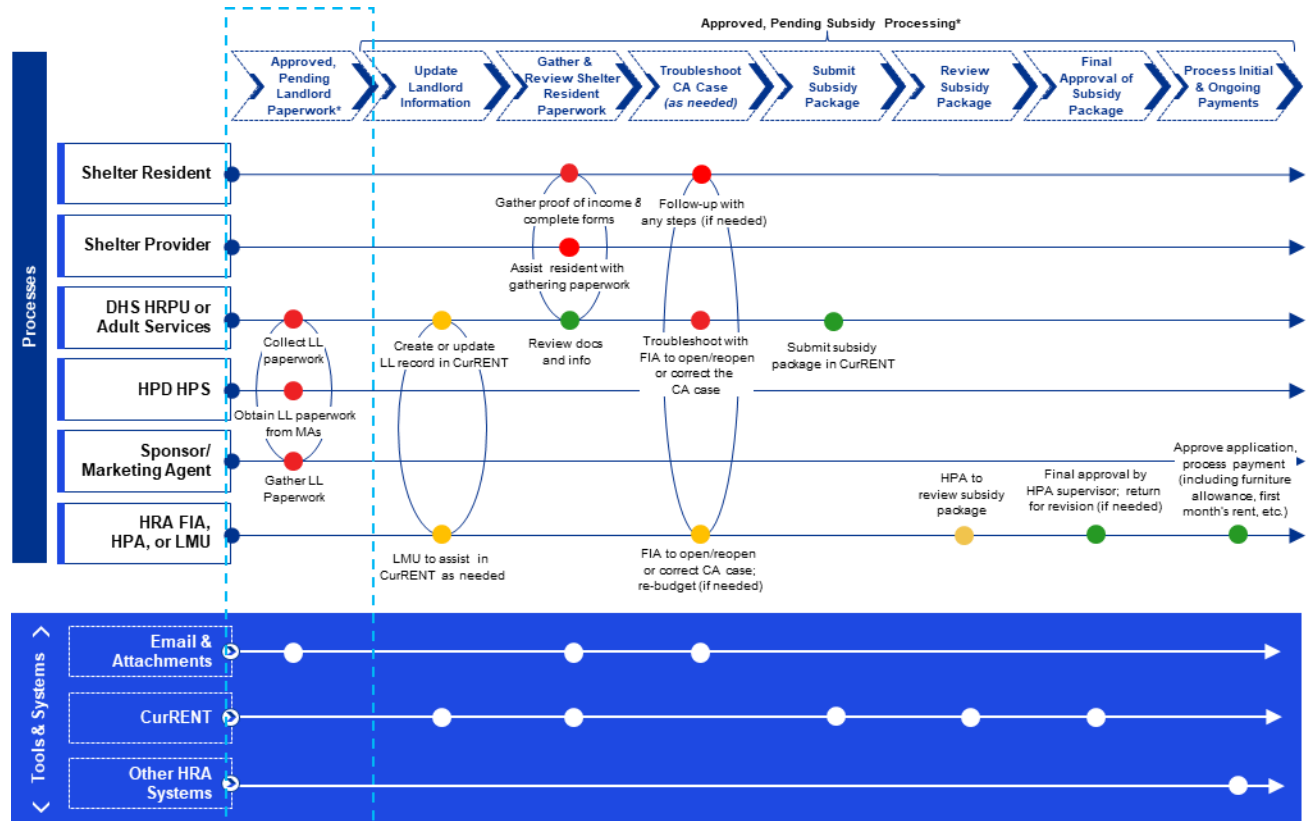 Approved, Pending Subsidy Processing*
Approved,
Pending
Landlord
Paperwork*
Update
Landlord Information
Gather &
Review Shelter
Resident
Paperwork
Troubleshoot
CA Case
(as needed)
Submit
Subsidy
Package
Review
Subsidy
Package
Final
Approval of
Subsidy
Package
Process Initial
& Ongoing
Payments
Processes
Shelter Resident
Gather proof of income &
complete forms
Follow-up with
any steps (if needed)
Shelter Provider
Assist resident with
gathering paperwork
DHS HRPU or
Adult Services
Collect LL
paperwork
Create or update
LL record in CurRENT
Review docs
and info
Troubleshoot with
FIA to open/reopen
or correct the
CA case
Submit subsidy
package in CurRENT
HPD HPS
Obtain LL paperwork
from MAs
Sponsor/
Marketing Agent
Gather LL
Paperwork
HRA FIA,
HPA, or LMU
LMU to assist in
CurRENT as needed
FIA to open/reopen
or correct CA case;
re-budget (if needed)
HPA to
review subsidy
package
Final approval by
HPA supervisor; return
for revision (if needed)
Approve application,
process payment
(including furniture
allowance, first
month's rent, etc.)
Tools & Systems
Email &
Attachments
CurRENT
Other HRA
Systems